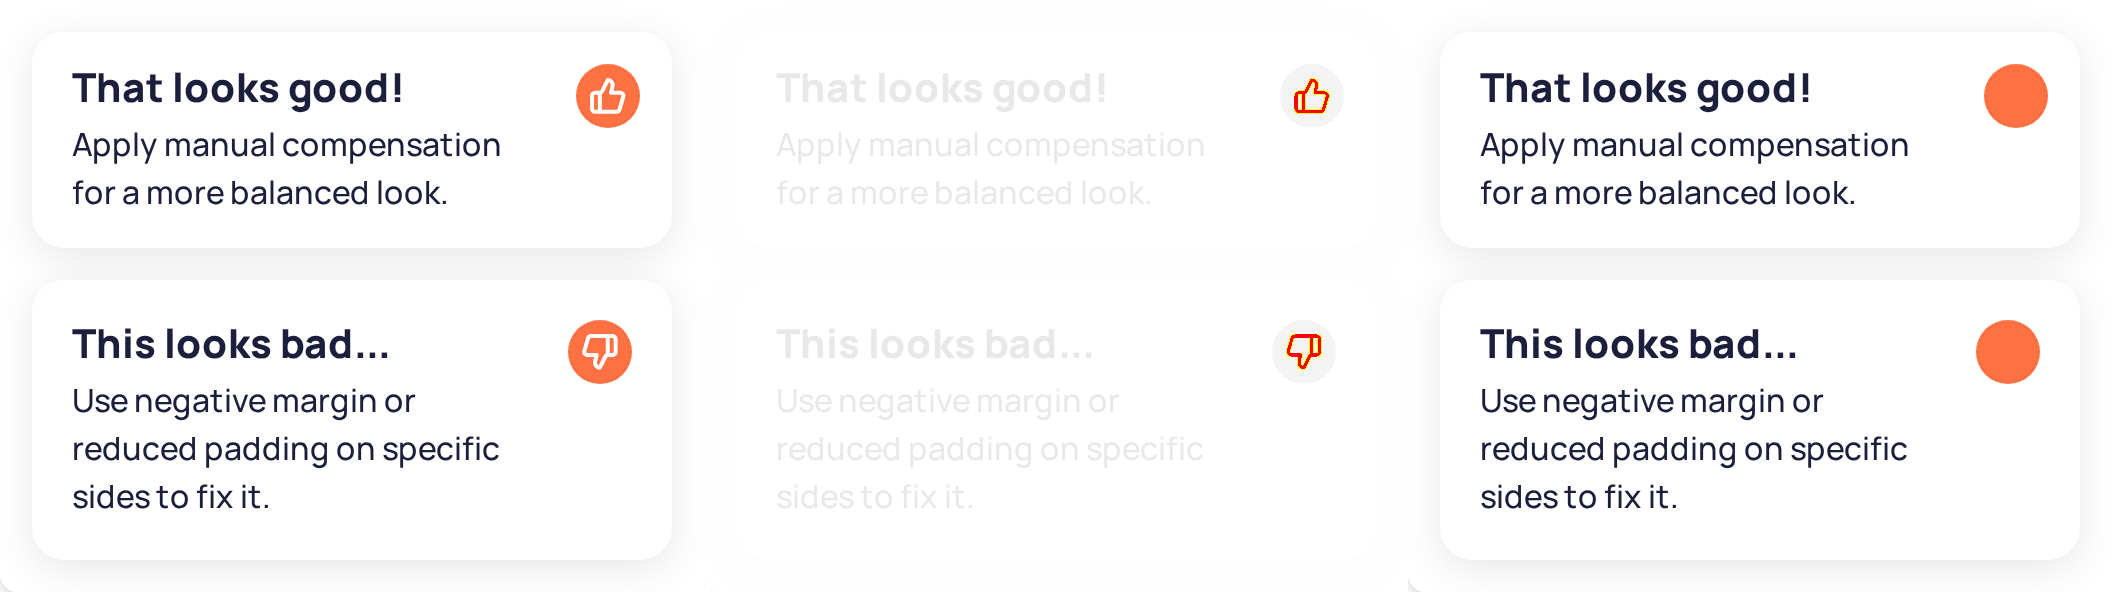 That looks good!
Apply manual compensation
for a more balanced look.
This looks bad...
Use negative margin or
reduced padding on specific
sides to fix it.
That looks good!
Apply manual compensation
for a more balanced look.
This looks bad...
Use negative margin or
reduced padding on specific
sides to fix it.
That looks good!
Apply manual compensation
for a more balanced look.
This looks bad...
Use negative margin or
reduced padding on specific
sides to fix it.